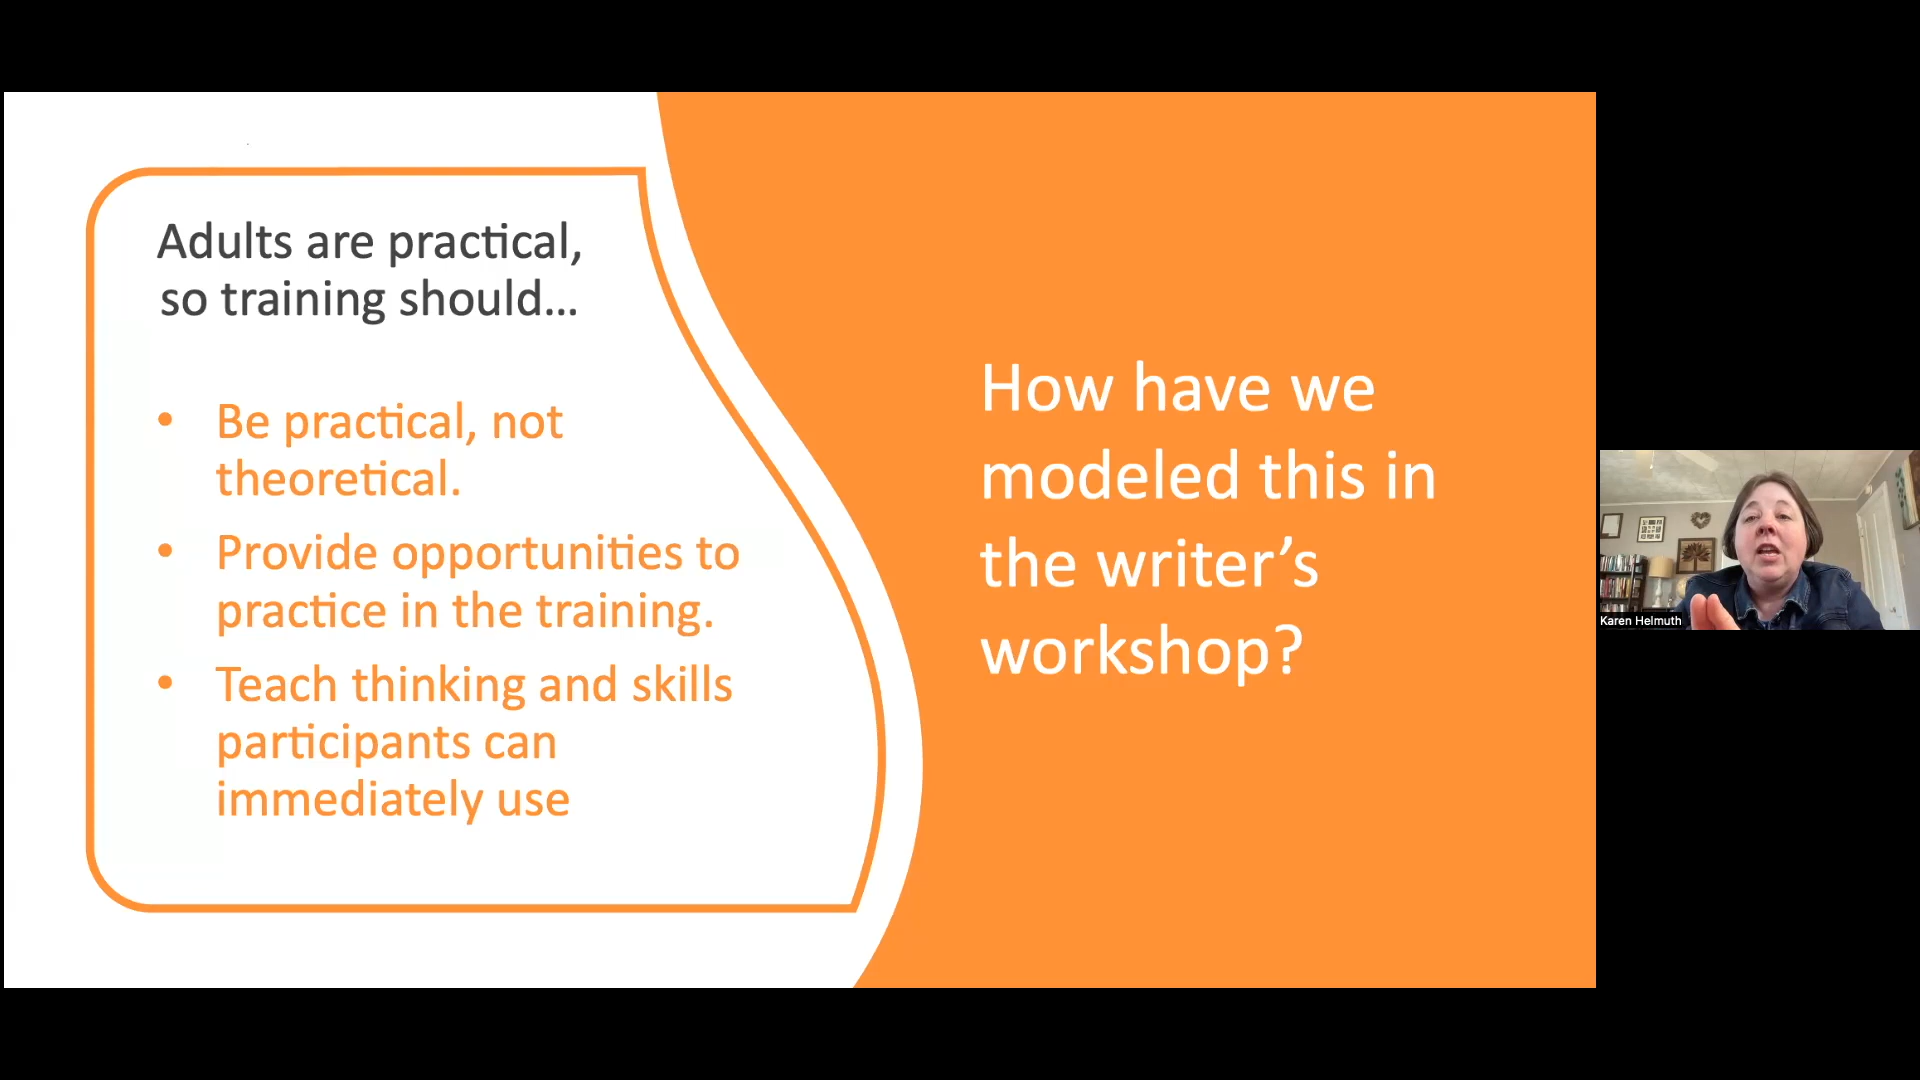 Adults are practical,
so training should...
• Be practical, not
theoretical.
• Provide opportunities to
practice in the training.
• Teach thinking and skills
participants can
immediately use
How have we
modeled this in
the writer’s
workshop?
Karen Helmuth